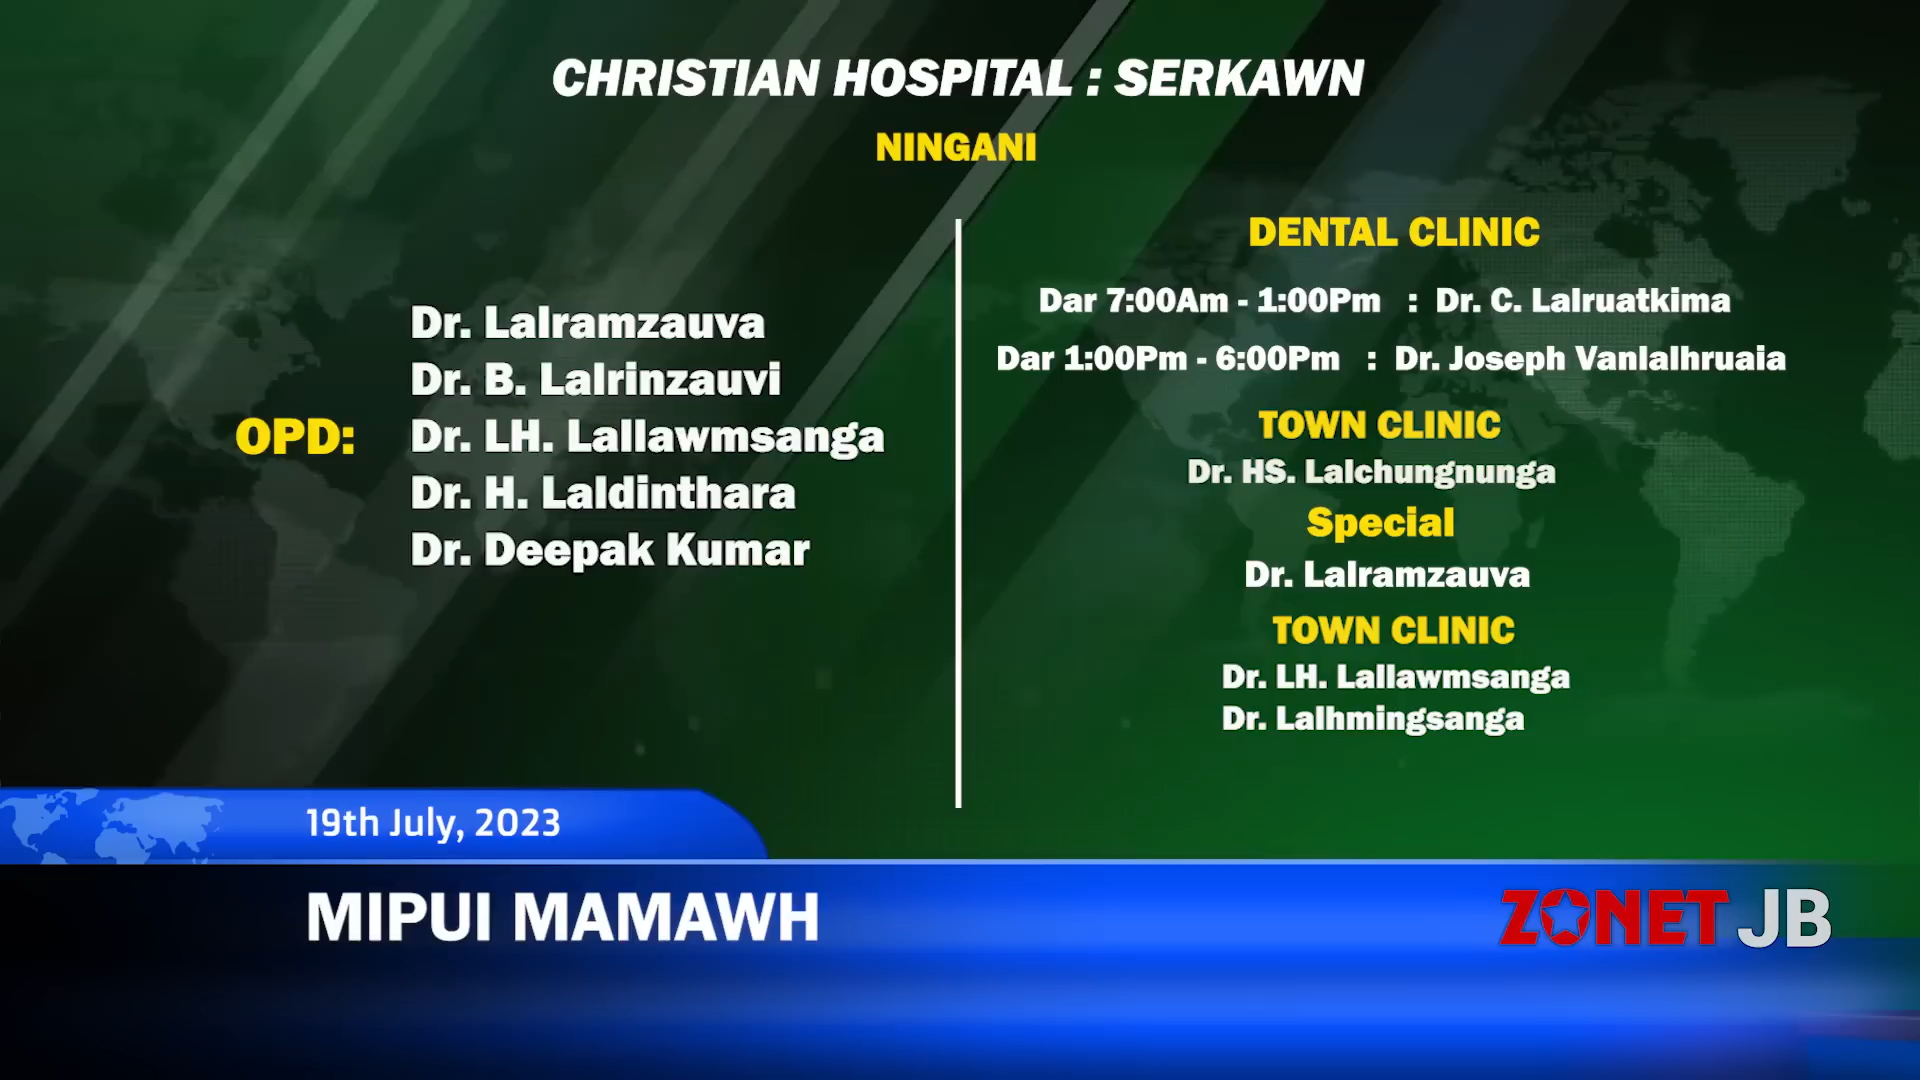 CHRISTIAN HOSPITAL : SERKAWN
NINGANI
OPD:
Dr. Lalramzauva
Dr. B. Lalrinzauvi
Dr. LH. Lallawmsanga
Dr. H. Laldinthara
Dr. Deepak Kumar
DENTAL CLINIC
Dar 7:00Am - 1:00Pm : Dr. C. Lalruatkima
Dar 1:00Pm - 6:00Pm : Dr. Joseph Vanlalhruaia
TOWN CLINIC
Dr. HS. Lalchungnunga
Special
Dr. Lalramzauva
TOWN CLINIC
Dr. LH. Lallawmsanga
Dr. Lalhmingsanga
19th July, 2023
MIPUI MAMAWH
ZONET JB